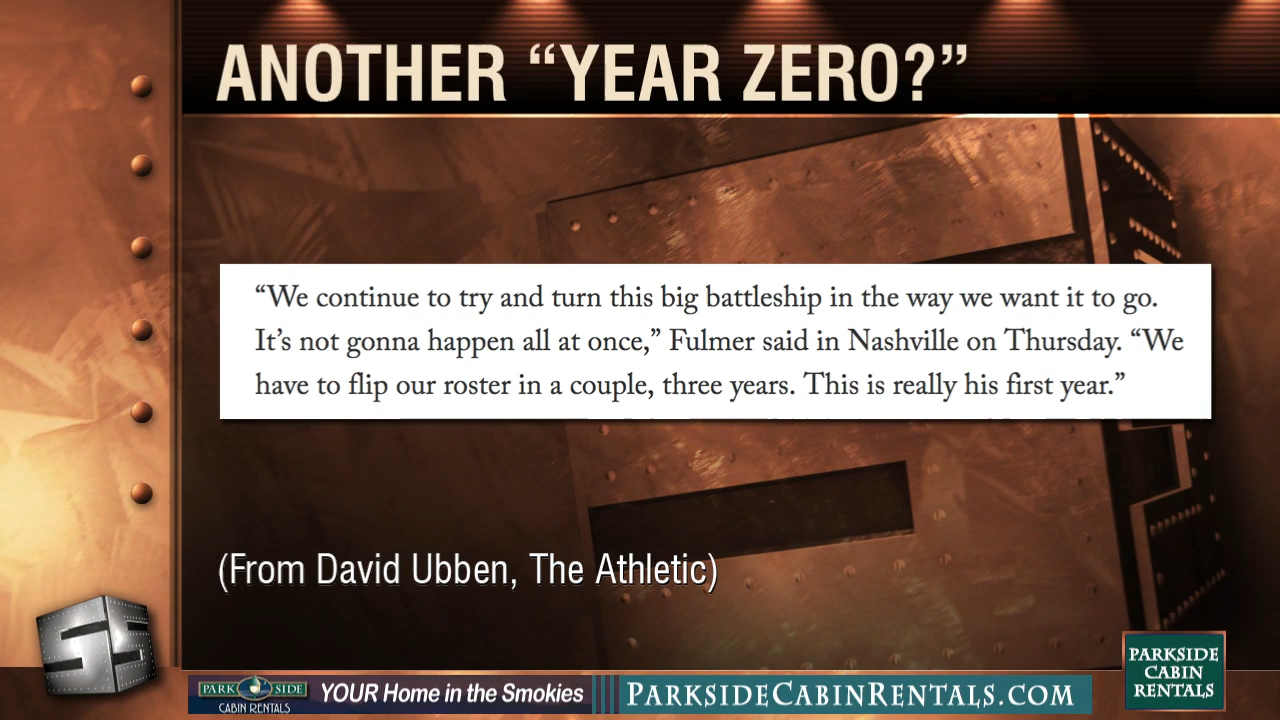 ANOTHER “YEAR ZERO?”
“We continue to try and turn this big battleship in the way we want it to go.
It’s not gonna happen all at once,” Fulmer said in Nashville on Thursday. “We
have to flip our roster in a couple, three years. This is really his first year.”
(From David Ubben, The Athletic)
SS
PARK SIDE
CABIN RENTALS
YOUR Home in the Smokies
PARKSIDECABINRENTALS.COM
PARKSIDE
CABIN
RENTALS